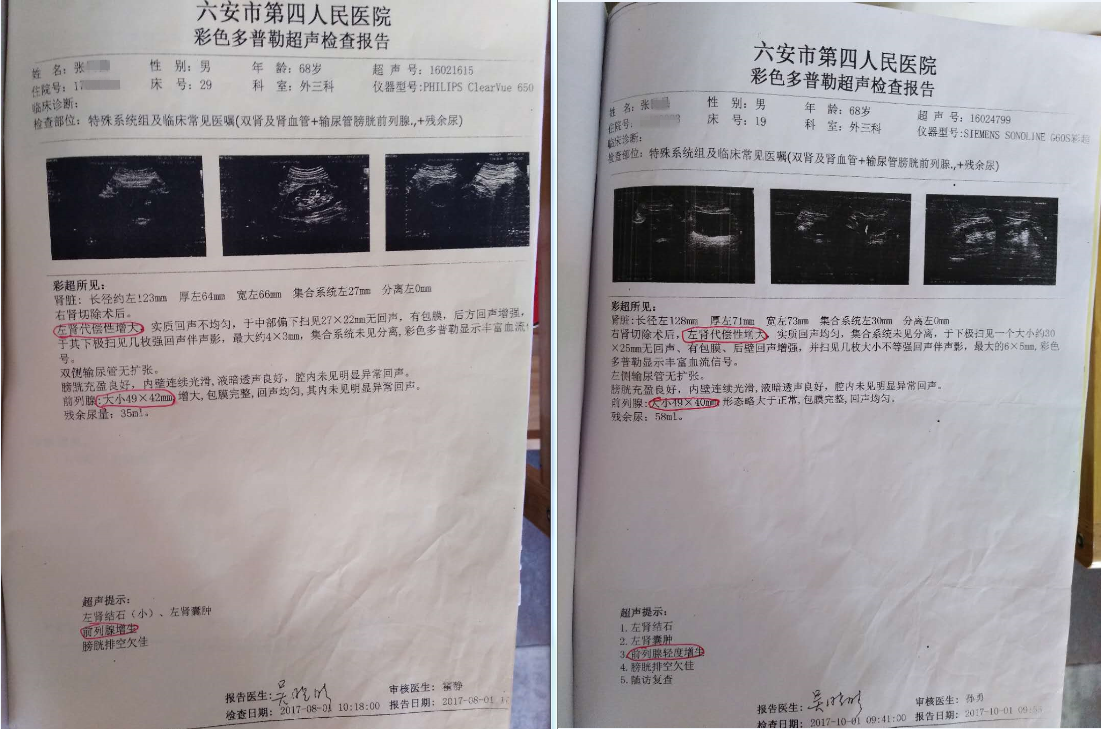 六安市第四人民医院
彩色多普勒超声检查报告
姓 名: 张 性 别: 男 年 龄: 68岁 超 声 号: 16021615
住院号: 17 床 号: 29 科 室: 外三科 仪器型号:PHILIPS ClearVue 650
临床诊断:
检查部位: 特殊系统组及临床常见医嘱(双肾及肾血管+输尿管膀胱前列腺.,+残余尿)
彩超所见:
肾脏: 长径约左123mm 厚左64mm 宽左66mm 集合系统左27mm 分离左0mm
右肾切除术后。
左肾代偿性增大, 实质回声不均匀, 于中部偏下扫见27×22mm无回声, 有包膜, 后方回声增强,
于其下极扫见几枚强回声伴声影, 最大约4×3mm, 集合系统未见分离, 彩色多普勒显示丰富血流信
号。
双侧输尿管无扩张。
膀胱充盈良好, 内壁连续光滑, 液暗透声良好, 腔内未见明显异常回声。
前列腺:大小49×42mm, 增大, 包膜完整, 回声均匀, 其内未见明显异常回声。
残余尿量: 35ml。
超声提示:
左肾结石（小）、左肾囊肿
前列腺增生
膀胱排空欠佳
报告医生: 吴晓明 审核医生: 翟静
检查日期: 2017-08-01 10:18:00 报告日期: 2017-08-01
六安市第四人民医院
彩色多普勒超声检查报告
姓 名: 张 性 别: 男 年 龄: 68岁 超 声 号: 16024799
住院号: 床 号: 19 科 室: 外三科 仪器型号:SIEMENS SONOLINE G60S彩超
临床诊断:
检查部位: 特殊系统组及临床常见医嘱(双肾及肾血管+输尿管膀胱前列腺.,+残余尿)
彩超所见:
肾脏:长径左128mm 厚左71mm 宽左73mm 集合系统左30mm 分离左0mm
右肾切除术后, 左肾代偿性增大, 实质回声均匀, 集合系统未见分离, 于下极扫见一个大小约30
×25mm无回声、有包膜、后壁回声增强, 并扫见几枚大小不等强回声伴声影, 最大的6×5mm, 彩色
多普勒显示丰富血流信号。
左侧输尿管无扩张。
膀胱充盈良好, 内壁连续光滑, 液暗透声良好, 腔内未见明显异常回声。
前列腺:大小49×40mm 形态略大于正常, 包膜完整, 回声均匀,
残余尿: 58ml。
超声提示:
1.左肾结石
2.左肾囊肿
3.前列腺轻度增生
4.膀胱排空欠佳
5.随访复查
报告医生: 吴晓明 审核医生: 孙勇
检查日期: 2017-10-01 09:41:00 报告日期: 2017-10-01